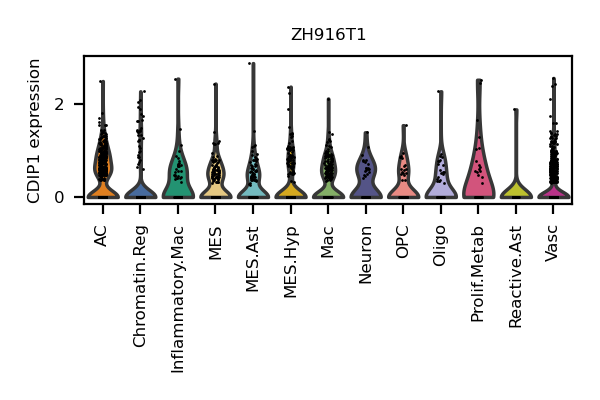 ZH916T1
CDIP1 expression
2
0
AC
Chromatin.Reg
Inflammatory.Mac
MES
MES.Ast
MES.Hyp
Mac
Neuron
OPC
Oligo
Prolif.Metab
Reactive.Ast
Vasc